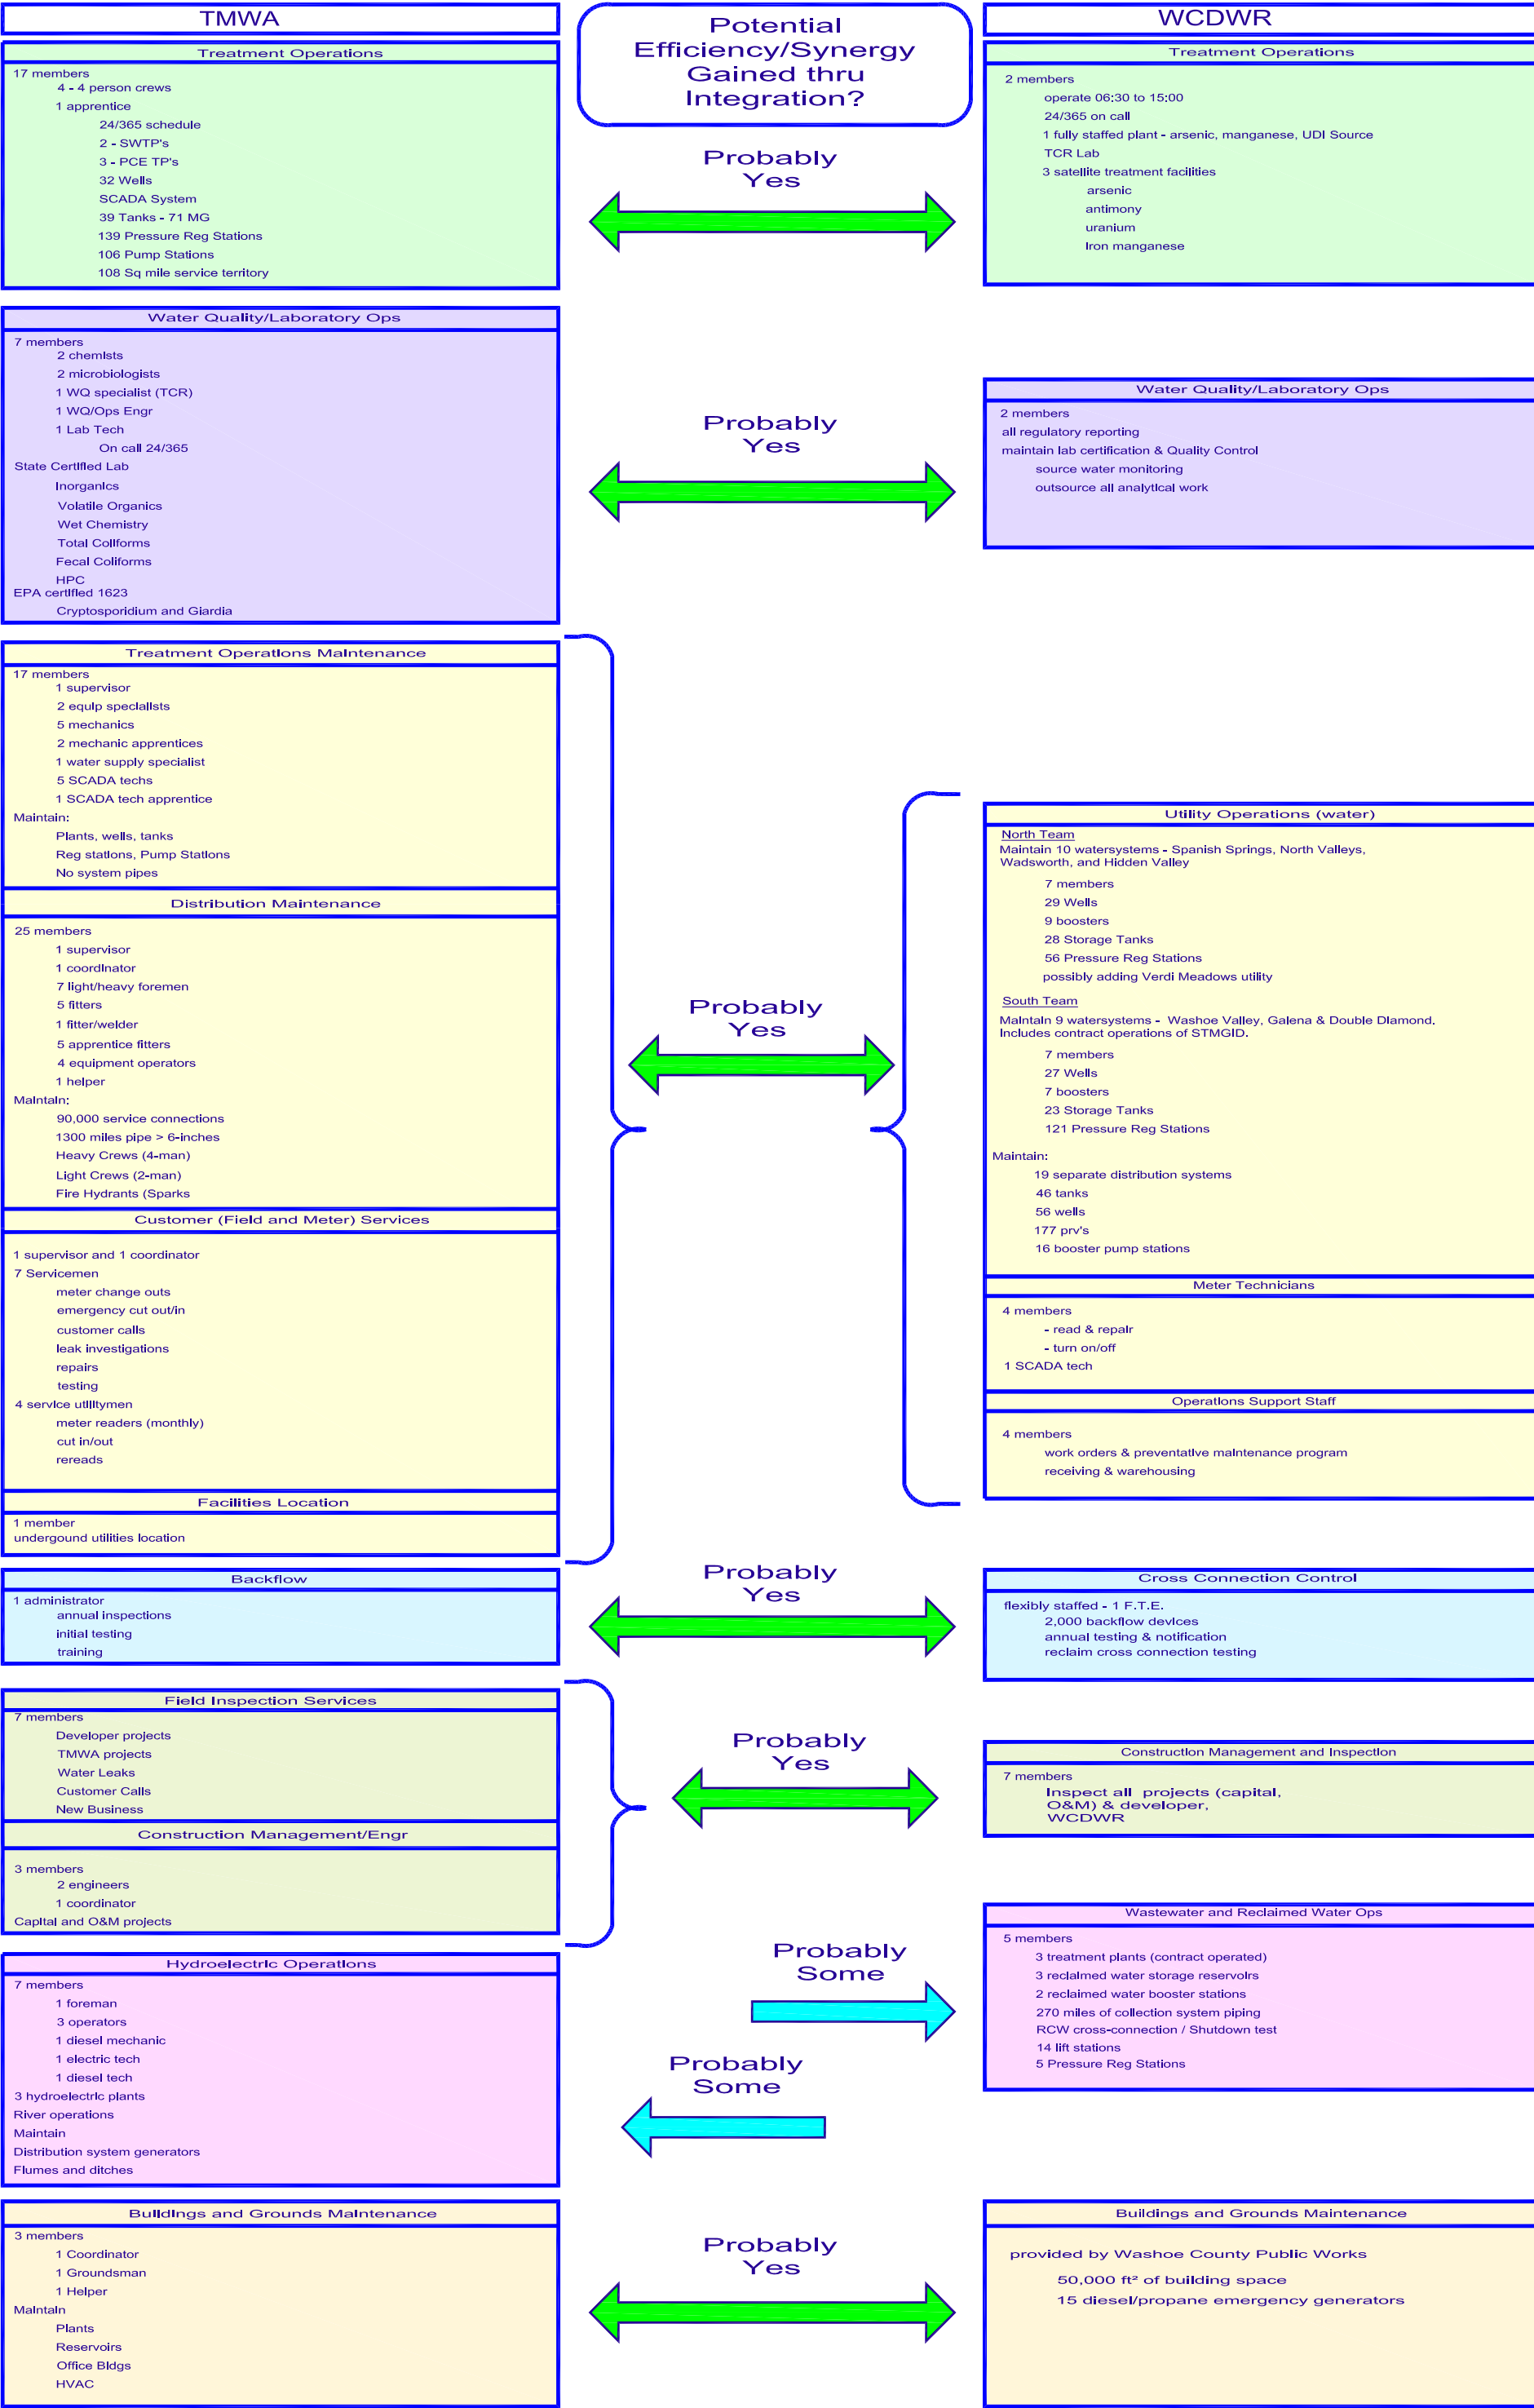 TMWA
Treatment Operations
17 members
4 - 4 person crews
1 apprentice
24/365 schedule
2 - SWTP's
3 - PCE TP's
32 Wells
SCADA System
39 Tanks - 71 MG
139 Pressure Reg Stations
106 Pump Stations
108 Sq mile service territory
Water Quality/Laboratory Ops
7 members
2 chemists
2 microbiologists
1 WQ specialist (TCR)
1 WQ/Ops Engr
1 Lab Tech
On call 24/365
State Certified Lab
Inorganics
Volatile Organics
Wet Chemistry
Total Coliforms
Fecal Coliforms
HPC
EPA certified 1623
Cryptosporidium and Giardia
Treatment Operations Maintenance
17 members
1 supervisor
2 equip specialists
5 mechanics
2 mechanic apprentices
1 water supply specialist
5 SCADA techs
1 SCADA tech apprentice
Maintain:
Plants, wells, tanks
Reg stations, Pump Stations
No system pipes
Distribution Maintenance
25 members
1 supervisor
1 coordinator
7 light/heavy foremen
5 fitters
1 fitter/welder
5 apprentice fitters
4 equipment operators
1 helper
Maintain:
90,000 service connections
1300 miles pipe > 6-inches
Heavy Crews (4-man)
Light Crews (2-man)
Fire Hydrants (Sparks
Customer (Field and Meter) Services
1 supervisor and 1 coordinator
7 Servicemen
meter change outs
emergency cut out/in
customer calls
leak investigations
repairs
testing
4 service utilitymen
meter readers (monthly)
cut in/out
rereads
Facilities Location
1 member
undergound utilities location
Backflow
1 administrator
annual inspections
initial testing
training
Field Inspection Services
7 members
Developer projects
TMWA projects
Water Leaks
Customer Calls
New Business
Construction Management/Engr
3 members
2 engineers
1 coordinator
Capital and O&M projects
Hydroelectric Operations
7 members
1 foreman
3 operators
1 diesel mechanic
1 electric tech
1 diesel tech
3 hydroelectric plants
River operations
Maintain
Distribution system generators
Flumes and ditches
Buildings and Grounds Maintenance
3 members
1 Coordinator
1 Groundsman
1 Helper
Maintain
Plants
Reservoirs
Office Bldgs
HVAC
Potential
Efficiency/Synergy
Gained thru
Integration?
Probably
Yes
Probably
Yes
Probably
Yes
Probably
Yes
Probably
Yes
Probably
Some
Probably
Some
Probably
Yes
WCDWR
Treatment Operations
2 members
operate 06:30 to 15:00
24/365 on call
1 fully staffed plant - arsenic, manganese, UDI Source
TCR Lab
3 satellite treatment facilities
arsenic
antimony
uranium
Iron manganese
Water Quality/Laboratory Ops
2 members
all regulatory reporting
maintain lab certification & Quality Control
source water monitoring
outsource all analytical work
Utility Operations (water)
North Team
Maintain 10 watersystems - Spanish Springs, North Valleys,
Wadsworth, and Hidden Valley
7 members
29 Wells
9 boosters
28 Storage Tanks
56 Pressure Reg Stations
possibly adding Verdi Meadows utility
South Team
Maintain 9 watersystems - Washoe Valley, Galena & Double Diamond.
Includes contract operations of STMGID.
7 members
27 Wells
7 boosters
23 Storage Tanks
121 Pressure Reg Stations
Maintain:
19 separate distribution systems
46 tanks
56 wells
177 prv's
16 booster pump stations
Meter Technicians
4 members
- read & repair
- turn on/off
1 SCADA tech
Operations Support Staff
4 members
work orders & preventative maintenance program
receiving & warehousing
Cross Connection Control
flexibly staffed - 1 F.T.E.
2,000 backflow devices
annual testing & notification
reclaim cross connection testing
Construction Management and Inspection
7 members
Inspect all projects (capital,
O&M) & developer,
WCDWR
Wastewater and Reclaimed Water Ops
5 members
3 treatment plants (contract operated)
3 reclaimed water storage reservoirs
2 reclaimed water booster stations
270 miles of collection system piping
RCW cross-connection / Shutdown test
14 lift stations
5 Pressure Reg Stations
Buildings and Grounds Maintenance
provided by Washoe County Public Works
50,000 ft² of building space
15 diesel/propane emergency generators